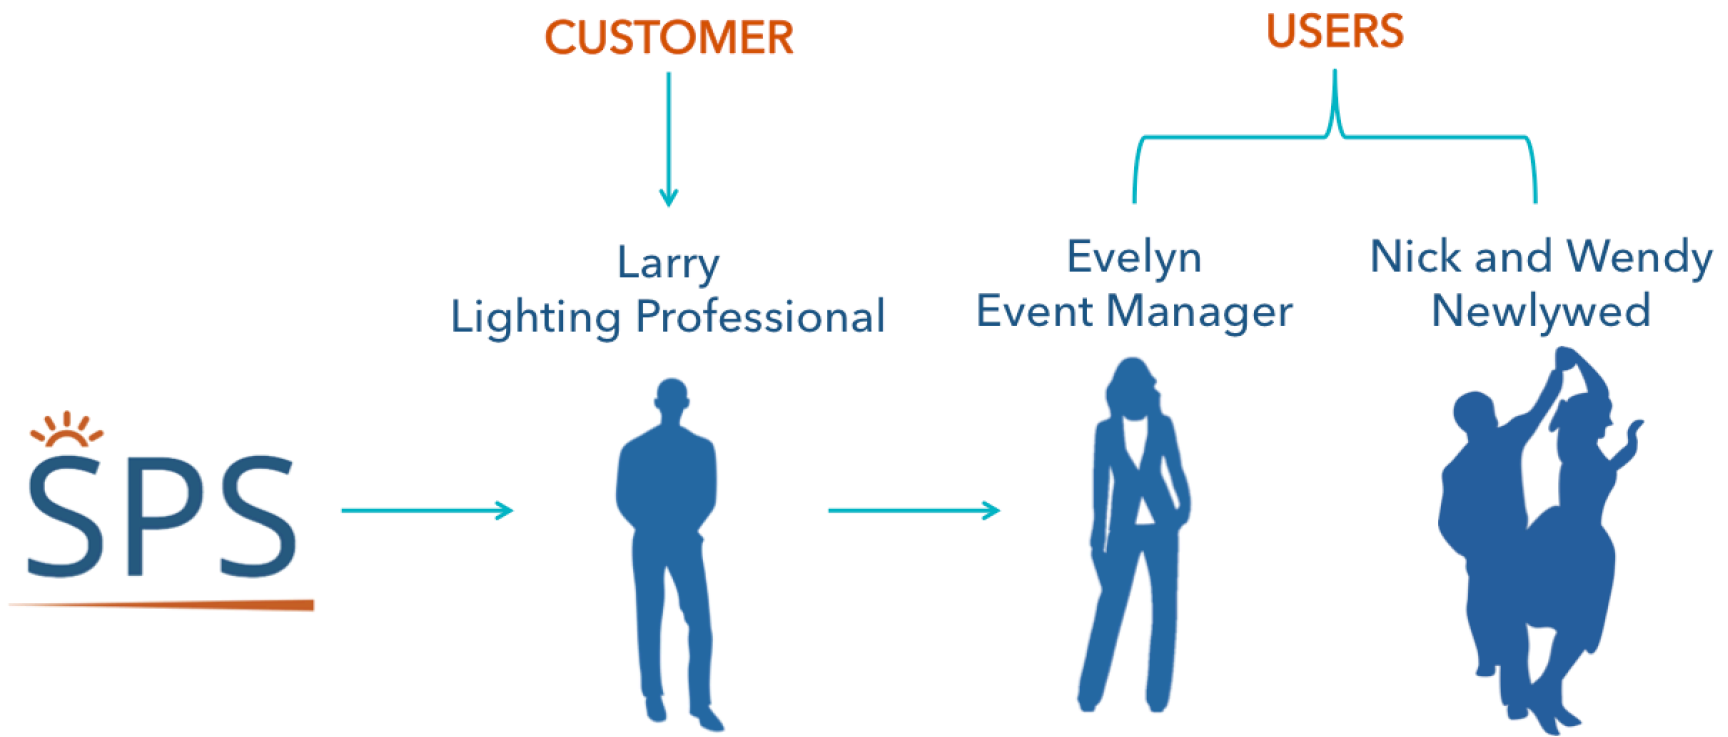 CUSTOMER
USERS
Larry
Lighting Professional
Evelyn
Event Manager
Nick and Wendy
Newlywed
SPS